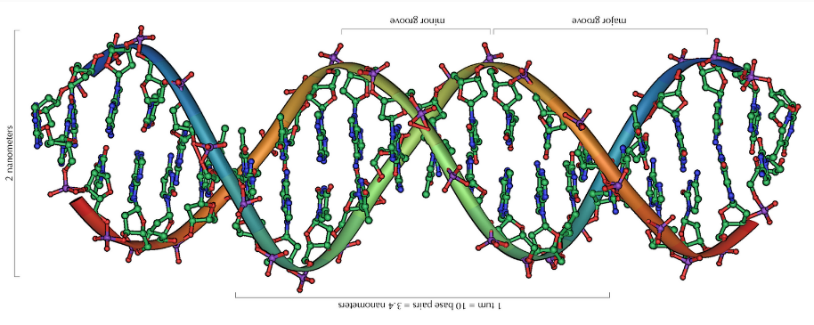 minor groove
major groove
2 nanometers
1 turn = 10 base pairs = 3.4 nanometers